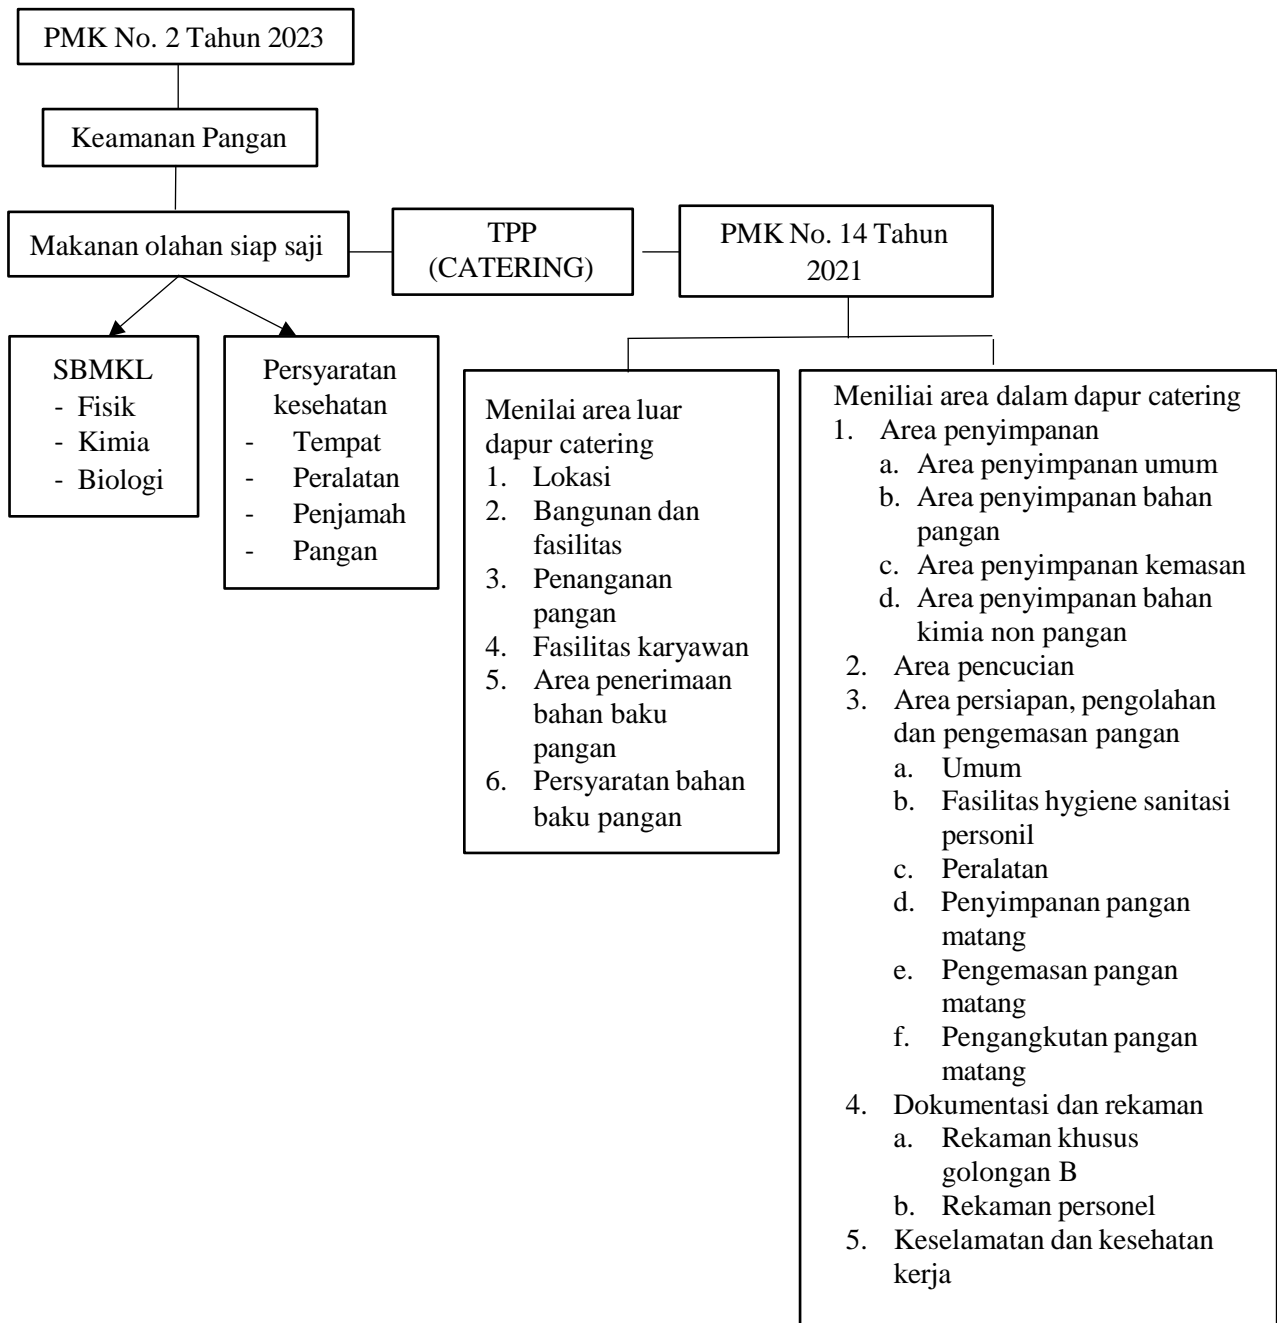 PMK No. 2 Tahun 2023
Keamanan Pangan
Makanan olahan siap saji
TPP
(CATERING)
PMK No. 14 Tahun
2021
SBMKL
- Fisik
- Kimia
- Biologi
Persyaratan
kesehatan
- Tempat
- Peralatan
- Penjamah
- Pangan
Menilai area luar
dapur catering
1. Lokasi
2. Bangunan dan
fasilitas
3. Penanganan
pangan
4. Fasilitas karyawan
5. Area penerimaan
bahan baku
pangan
6. Persyaratan bahan
baku pangan
Meniliai area dalam dapur catering
1. Area penyimpanan
a. Area penyimpanan umum
b. Area penyimpanan bahan
pangan
c. Area penyimpanan kemasan
d. Area penyimpanan bahan
kimia non pangan
2. Area pencucian
3. Area persiapan, pengolahan
dan pengemasan pangan
a. Umum
b. Fasilitas hygiene sanitasi
personil
c. Peralatan
d. Penyimpanan pangan
matang
e. Pengemasan pangan
matang
f. Pengangkutan pangan
matang
4. Dokumentasi dan rekaman
a. Rekaman khusus
golongan B
b. Rekaman personel
5. Keselamatan dan kesehatan
kerja